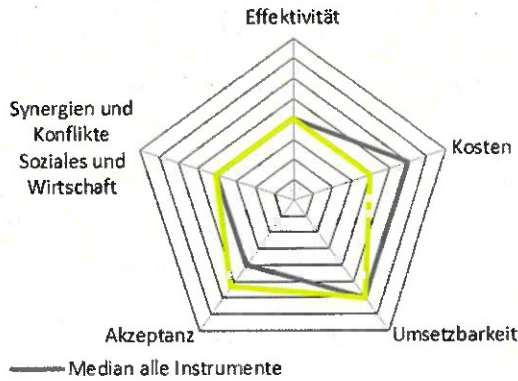 Effektivität
Synergien und
Konflikte
Soziales und
Wirtschaft
Kosten
Akzeptanz
Umsetzbarkeit
Median alle Instrumente